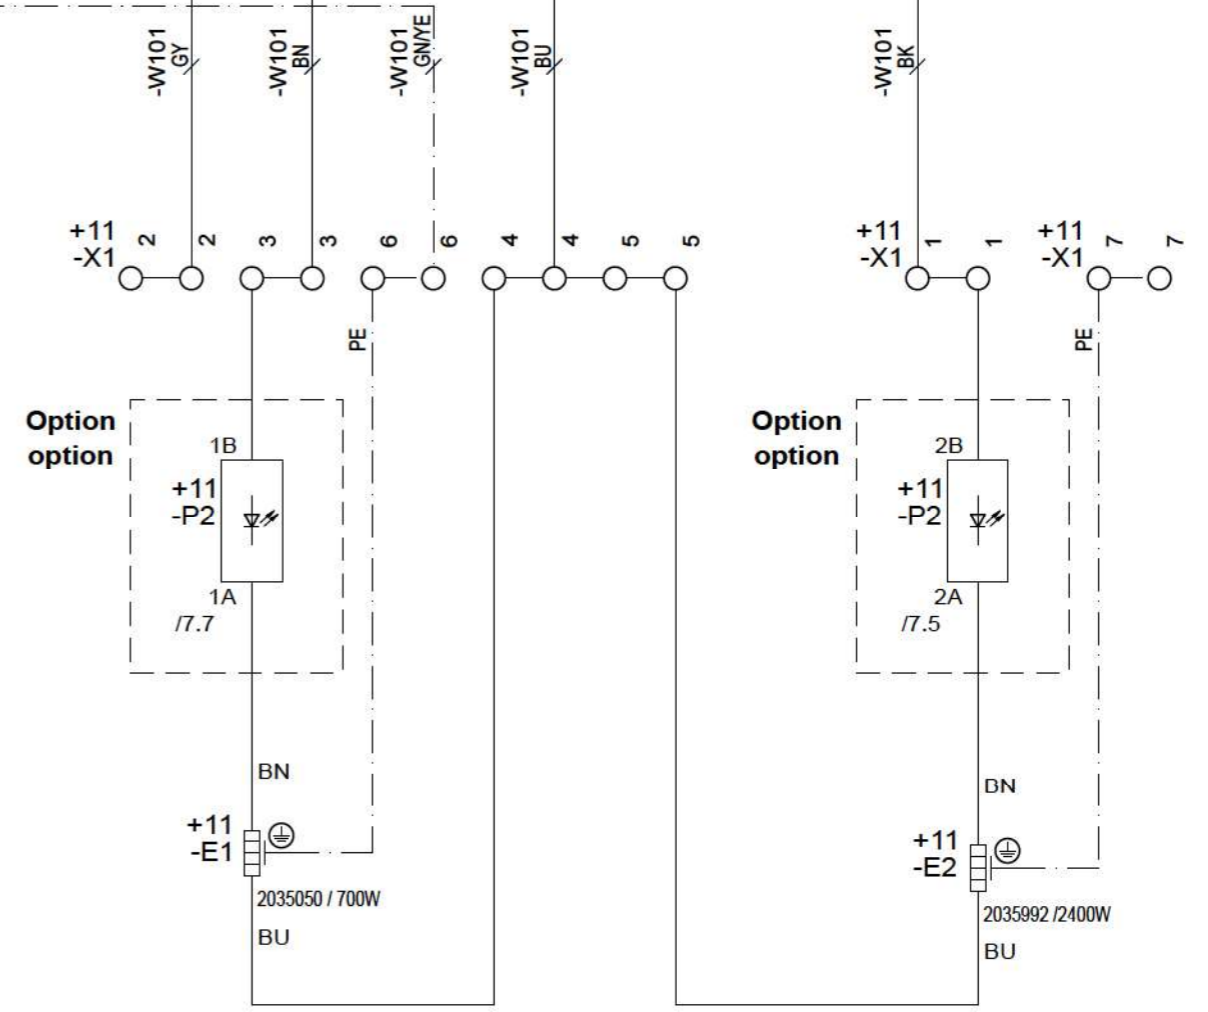 -W101
GY
-W101
BN
-W101
GN/YE
-W101
BU
-W101
BK
+11
-X1
2
2
3
3
6
6
4
4
5
5
+11
-X1
1
1
+11
-X1
7
7
PE
PE
Option
option
1B
+11
-P2
1A
/7.7
Option
option
2B
+11
-P2
2A
/7.5
BN
+11
-E1
2035050 / 700W
BU
BN
+11
-E2
2035992 /2400W
BU